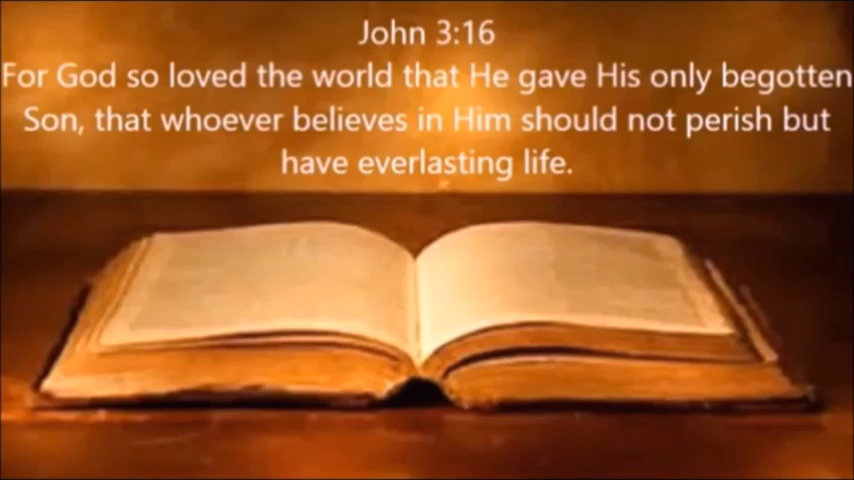 John 3:16
For God so loved the world that He gave His only begotten
Son, that whoever believes in Him should not perish but
have everlasting life.